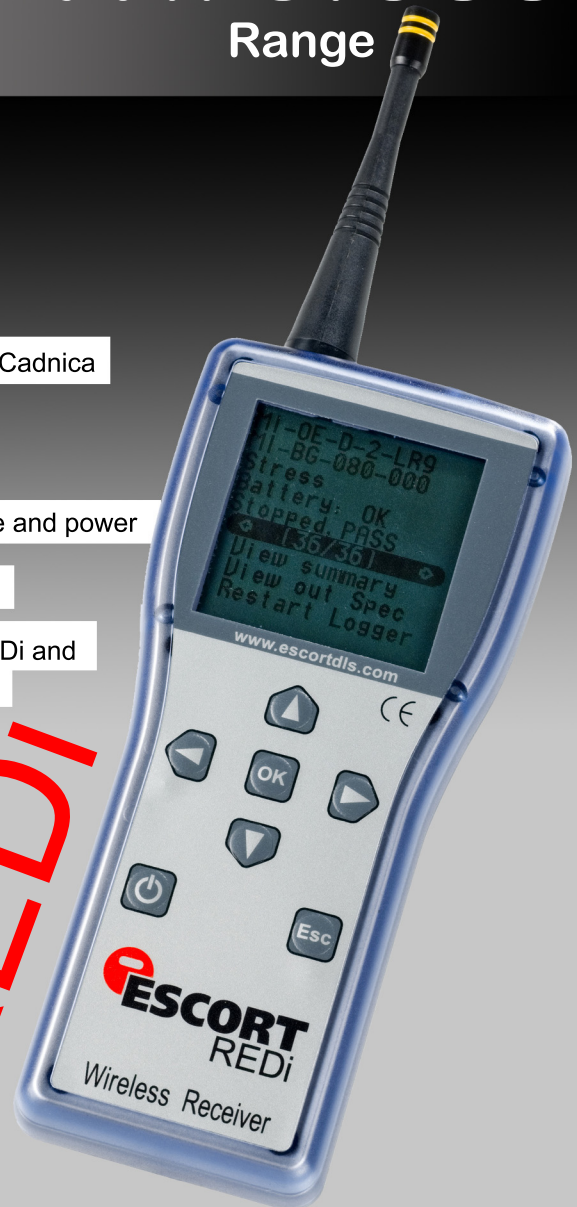 Range
Cadnica
e and power
Di and
EDi
MI-OE-D-2-LR9
MI-BG-080-000
Stress
Battery: OK
Stopped, PASS
[36/36]
View summary
View out Spec
Restart Logger
www.escortdls.com
CE
OK
Esc
ESCORT
REDi
Wireless Receiver